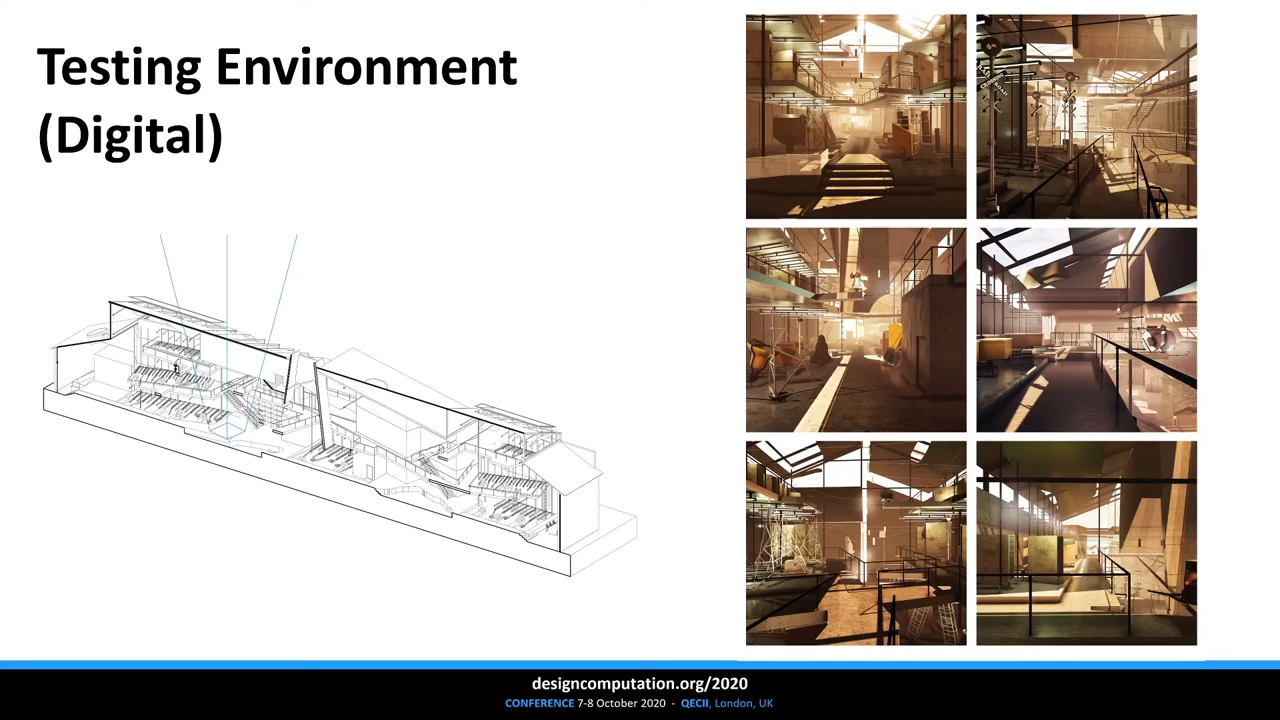 Testing Environment
(Digital)
designcomputation.org/2020
CONFERENCE 7-8 October 2020 - QECII, London, UK